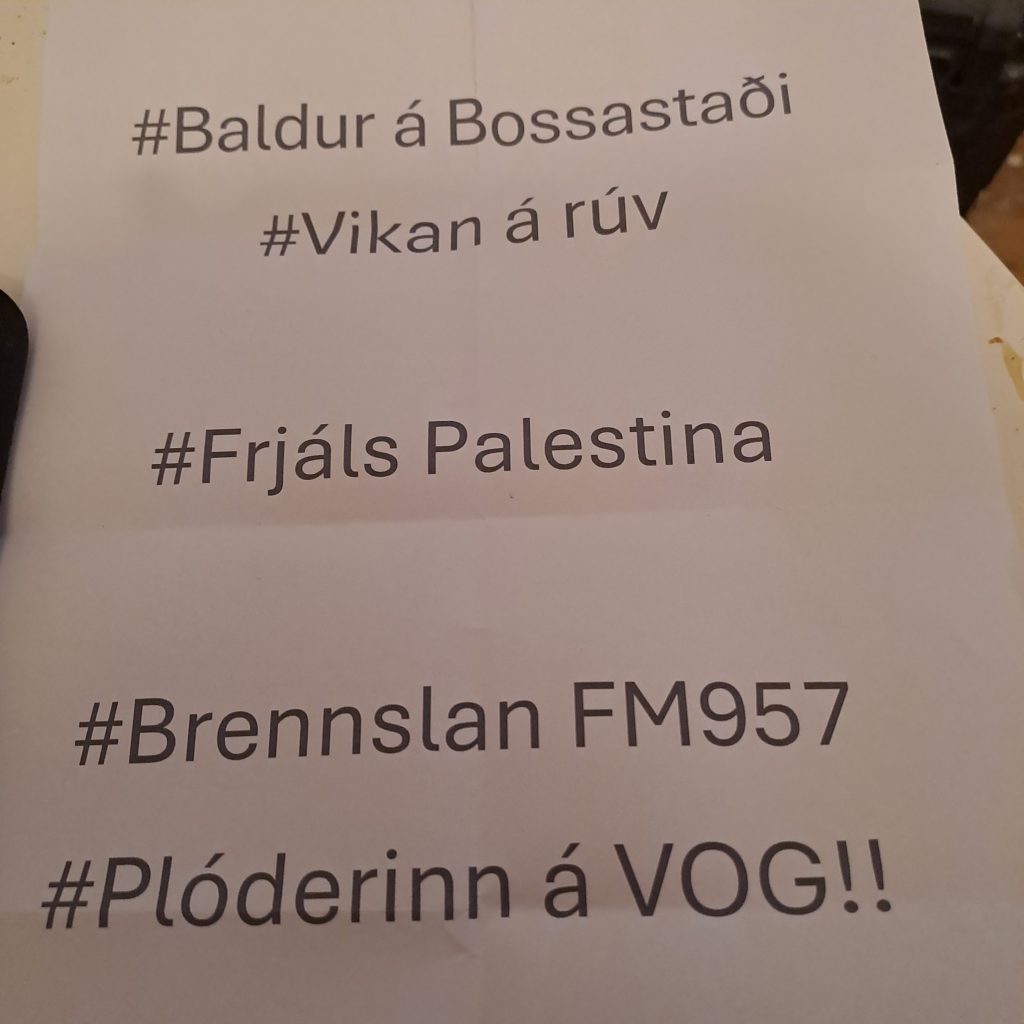 #Baldur á Bossastaði
#Vikan á rúv
#Frjáls Palestina
#Brennslan FM957
#Plóderinn á VOG!!